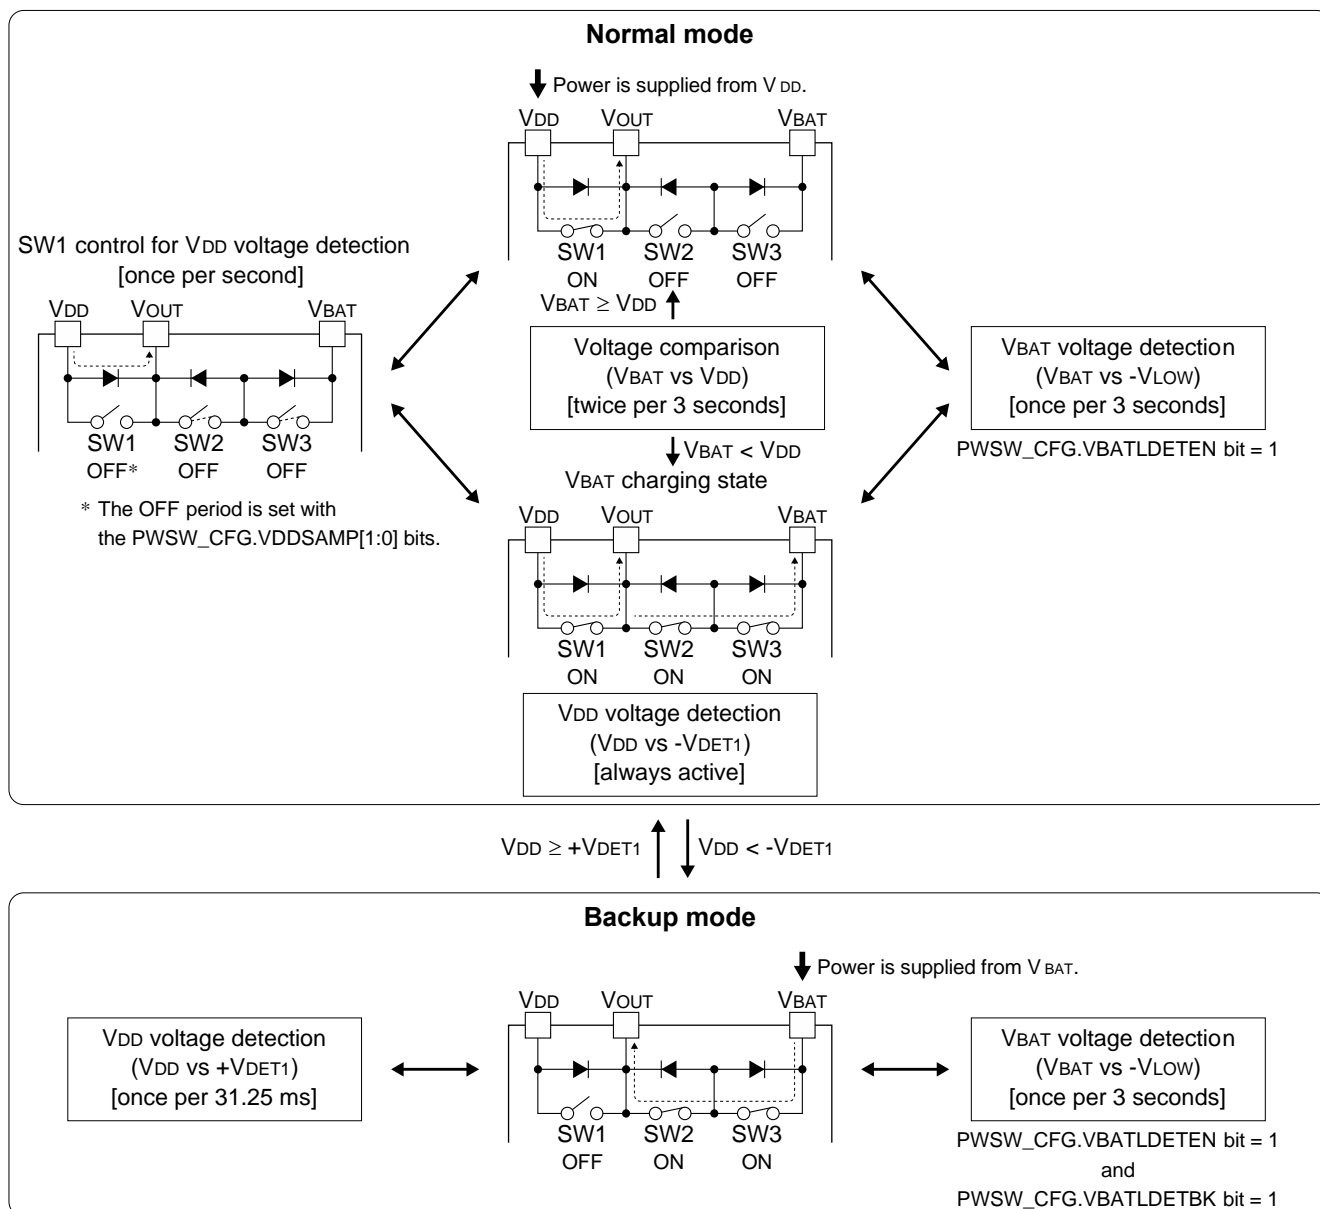 Normal mode
Power is supplied from VDD.
VDD VOUT VBAT
SW1 SW2 SW3
ON OFF OFF
SW1 control for VDD voltage detection
[once per second]
VDD VOUT VBAT
SW1 SW2 SW3
OFF* OFF OFF
* The OFF period is set with
the PWSW_CFG.VDDSAMP[1:0] bits.
VBAT ≥ VDD
Voltage comparison
(VBAT vs VDD)
[twice per 3 seconds]
VBAT < VDD
VBAT voltage detection
(VBAT vs -VLOW)
[once per 3 seconds]
PWSW_CFG.VBATLDETEN bit = 1
VBAT charging state
VDD VOUT VBAT
SW1 SW2 SW3
ON ON ON
VDD voltage detection
(VDD vs -VDET1)
[always active]
VDD ≥ +VDET1 VDD < -VDET1
Backup mode
Power is supplied from VBAT.
VDD VOUT VBAT
SW1 SW2 SW3
OFF ON ON
VDD voltage detection
(VDD vs +VDET1)
[once per 31.25 ms]
VBAT voltage detection
(VBAT vs -VLOW)
[once per 3 seconds]
PWSW_CFG.VBATLDETEN bit = 1
and
PWSW_CFG.VBATLDETBK bit = 1